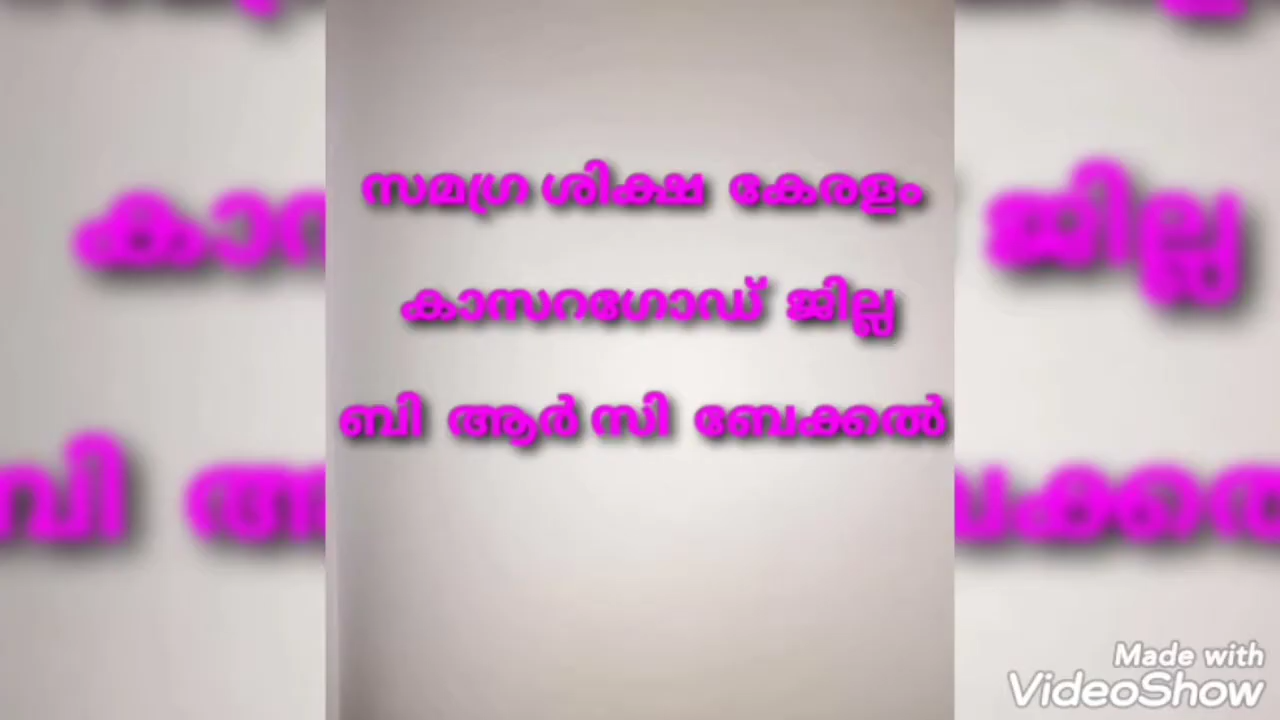 സമഗ്ര ശിക്ഷ കേരളം
കാസറഗോഡ് ജില്ല
ബി ആർ സി ബേക്കൽ
Made with
VideoShow